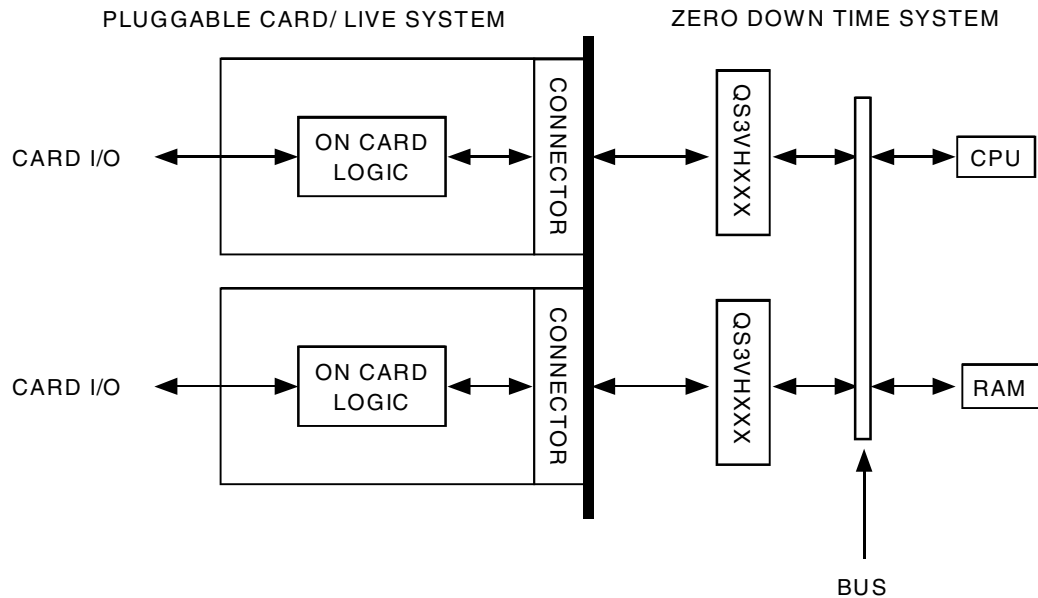 PLUGGABLE CARD/ LIVE SYSTEM
ZERO DOWN TIME SYSTEM
CARD I/O
ON CARD
LOGIC
CONNECTOR
QS3VHXXX
CPU
CARD I/O
ON CARD
LOGIC
CONNECTOR
QS3VHXXX
RAM
BUS